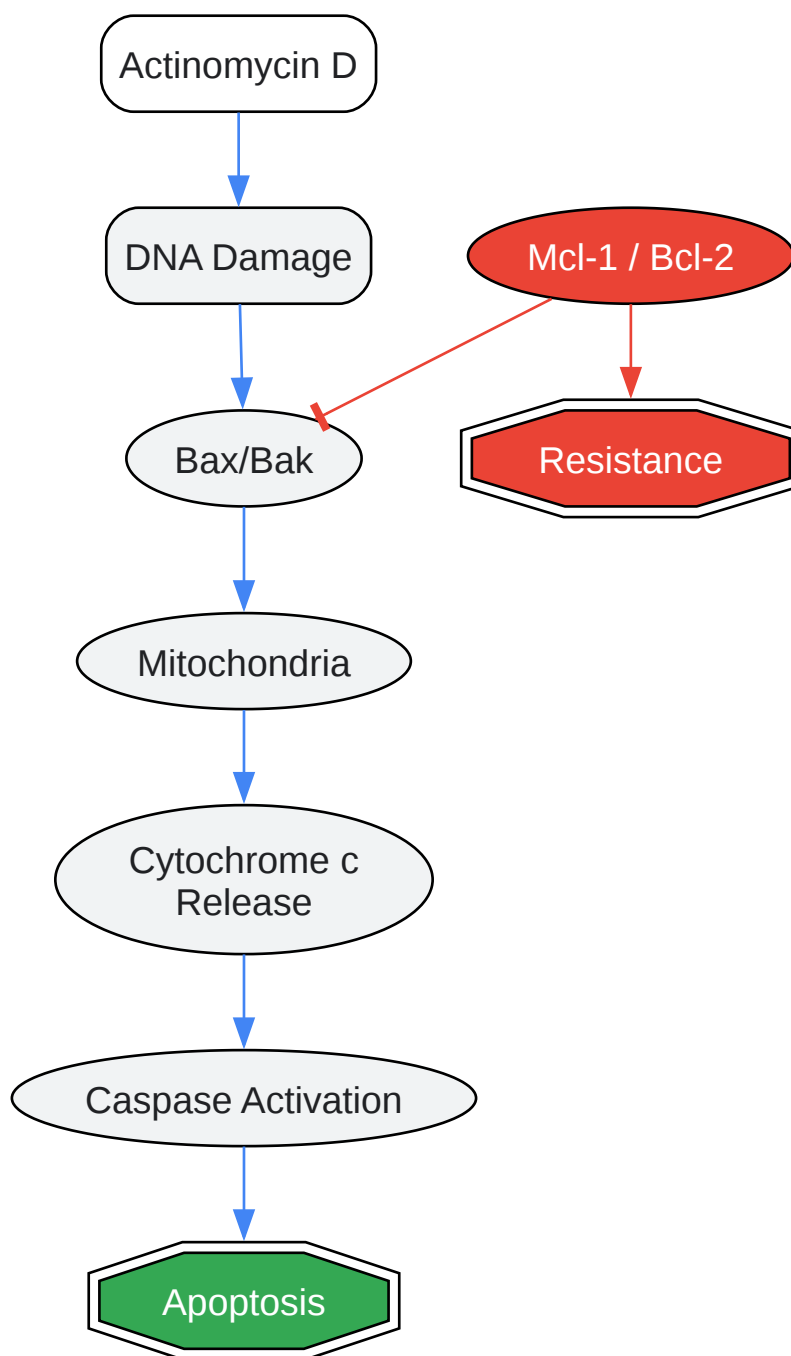 Actinomycin D
DNA Damage
Mcl-1 / Bcl-2
Bax/Bak
Resistance
Mitochondria
Cytochrome c
Release
Caspase Activation
Apoptosis